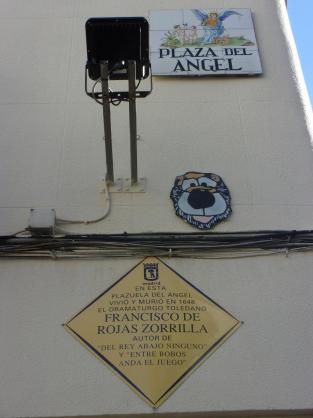 PLAZA DEL
ANGEL
madrid
EN ESTA
PLAZUELA DEL ANGEL
VIVIÓ Y MURIÓ EN 1648
EL DRAMATURGO TOLEDANO
FRANCISCO DE
ROJAS ZORRILLA
AUTOR DE
"DEL REY ABAJO NINGUNO"
Y "ENTRE BOBOS
ANDA EL JUEGO"